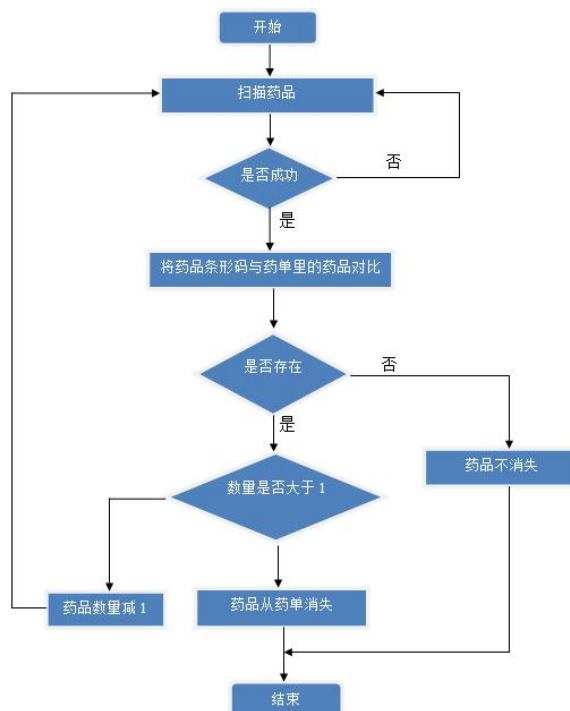 开始
扫描药品
否
是否成功
是
将药品条形码与药单里的药品对比
是否存在
否
是
药品不消失
数量是否大于 1
药品数量减 1
药品从药单消失
结束